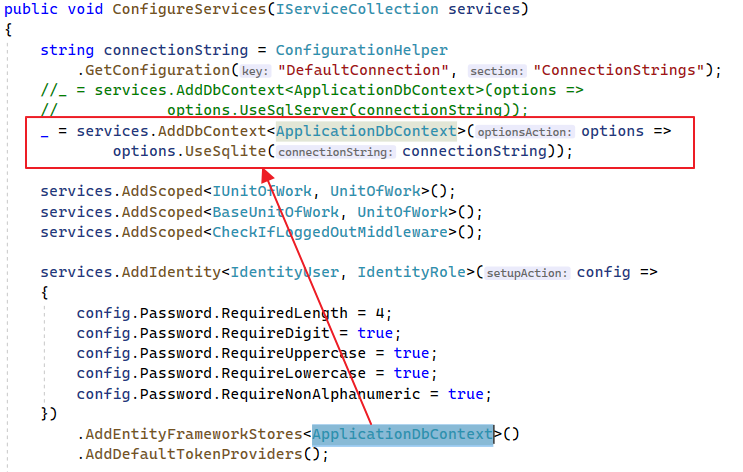 public void ConfigureServices(IServiceCollection services)
{
    string connectionString = ConfigurationHelper
        .GetConfiguration(key: "DefaultConnection", section: "ConnectionStrings");
    //_ = services.AddDbContext<ApplicationDbContext>(options =>
    //          options.UseSqlServer(connectionString));
    _ = services.AddDbContext<ApplicationDbContext>(optionsAction: options =>
            options.UseSqlite(connectionString: connectionString));

    services.AddScoped<IUnitOfWork, UnitOfWork>();
    services.AddScoped<BaseUnitOfWork, UnitOfWork>();
    services.AddScoped<CheckIfLoggedOutMiddleware>();

    services.AddIdentity<IdentityUser, IdentityRole>(setupAction: config =>
    {
        config.Password.RequiredLength = 4;
        config.Password.RequireDigit = true;
        config.Password.RequireUppercase = true;
        config.Password.RequireLowercase = true;
        config.Password.RequireNonAlphanumeric = true;
    })
        .AddEntityFrameworkStores<ApplicationDbContext>()
        .AddDefaultTokenProviders();